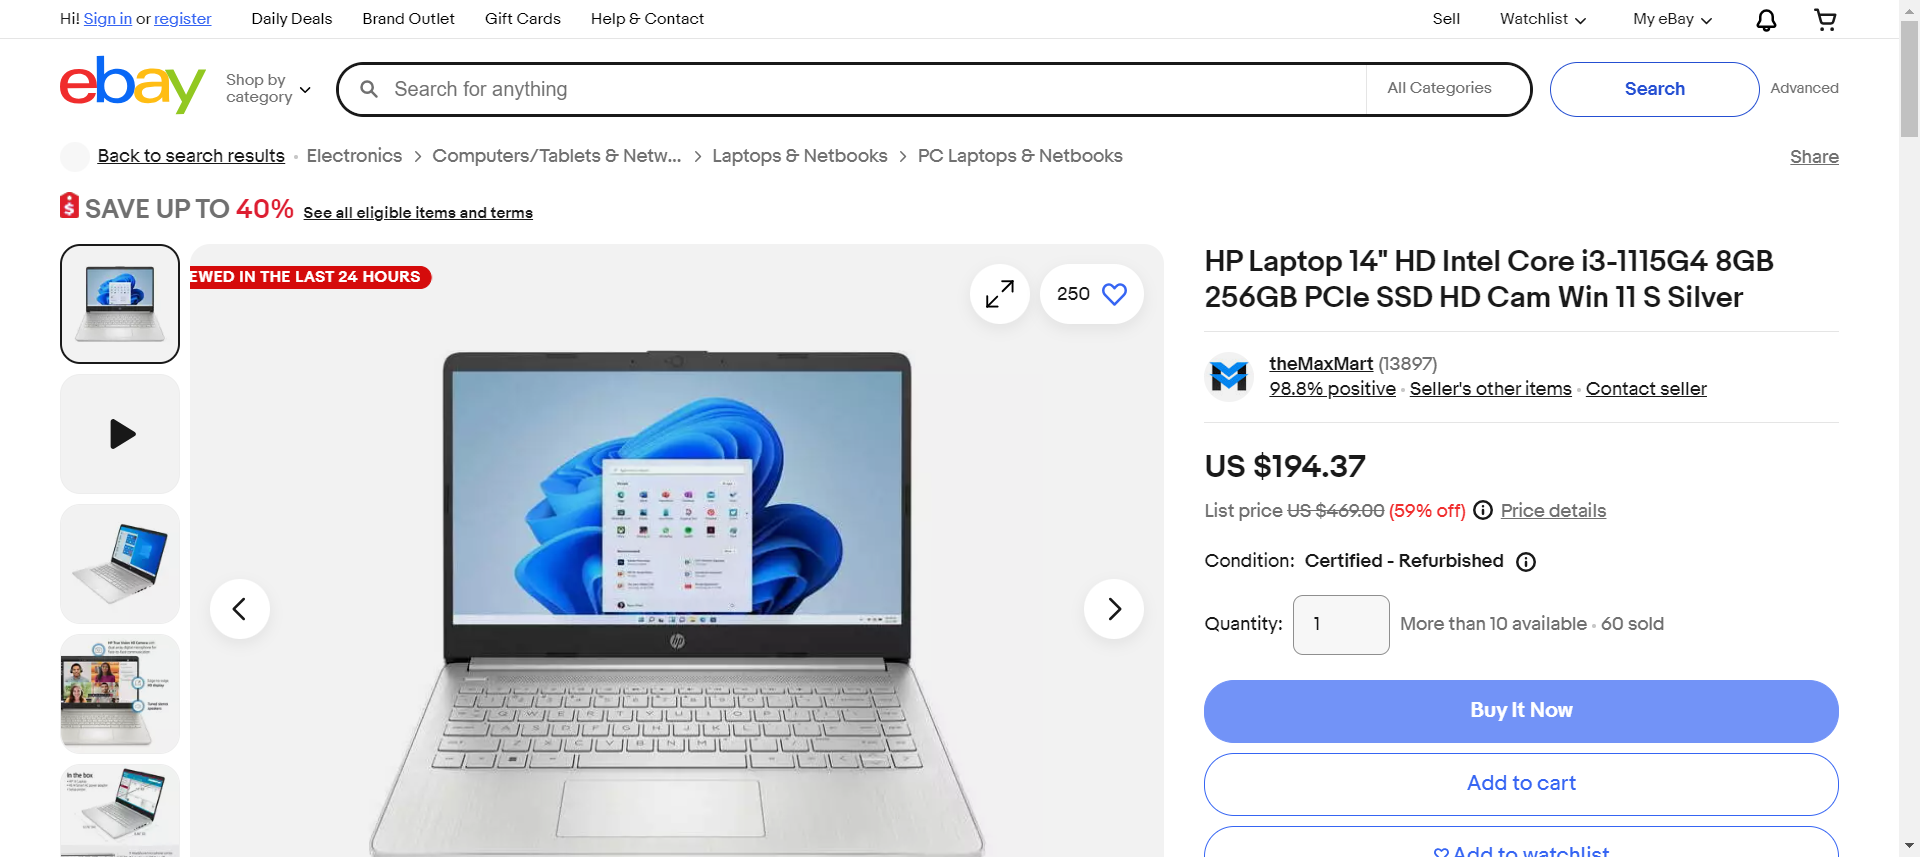 Hi! Sign in or register
Daily Deals
Brand Outlet
Gift Cards
Help & Contact
Sell
Watchlist
My eBay
ebay
Shop by
category
Search for anything
All Categories
Search
Advanced
Back to search results
Electronics
Computers/Tablets & Netw...
Laptops & Netbooks
PC Laptops & Netbooks
Share
SAVE UP TO 40%
See all eligible items and terms
EWED IN THE LAST 24 HOURS
250
hp
In the box
HP Laptop 14" HD Intel Core i3-1115G4 8GB
256GB PCIe SSD HD Cam Win 11 S Silver
theMaxMart (13897)
98.8% positive
Seller's other items
Contact seller
US $194.37
List price US $469.00 (59% off)
Price details
Condition: Certified - Refurbished
Quantity: 1
More than 10 available
60 sold
Buy It Now
Add to cart
Add to watchlist